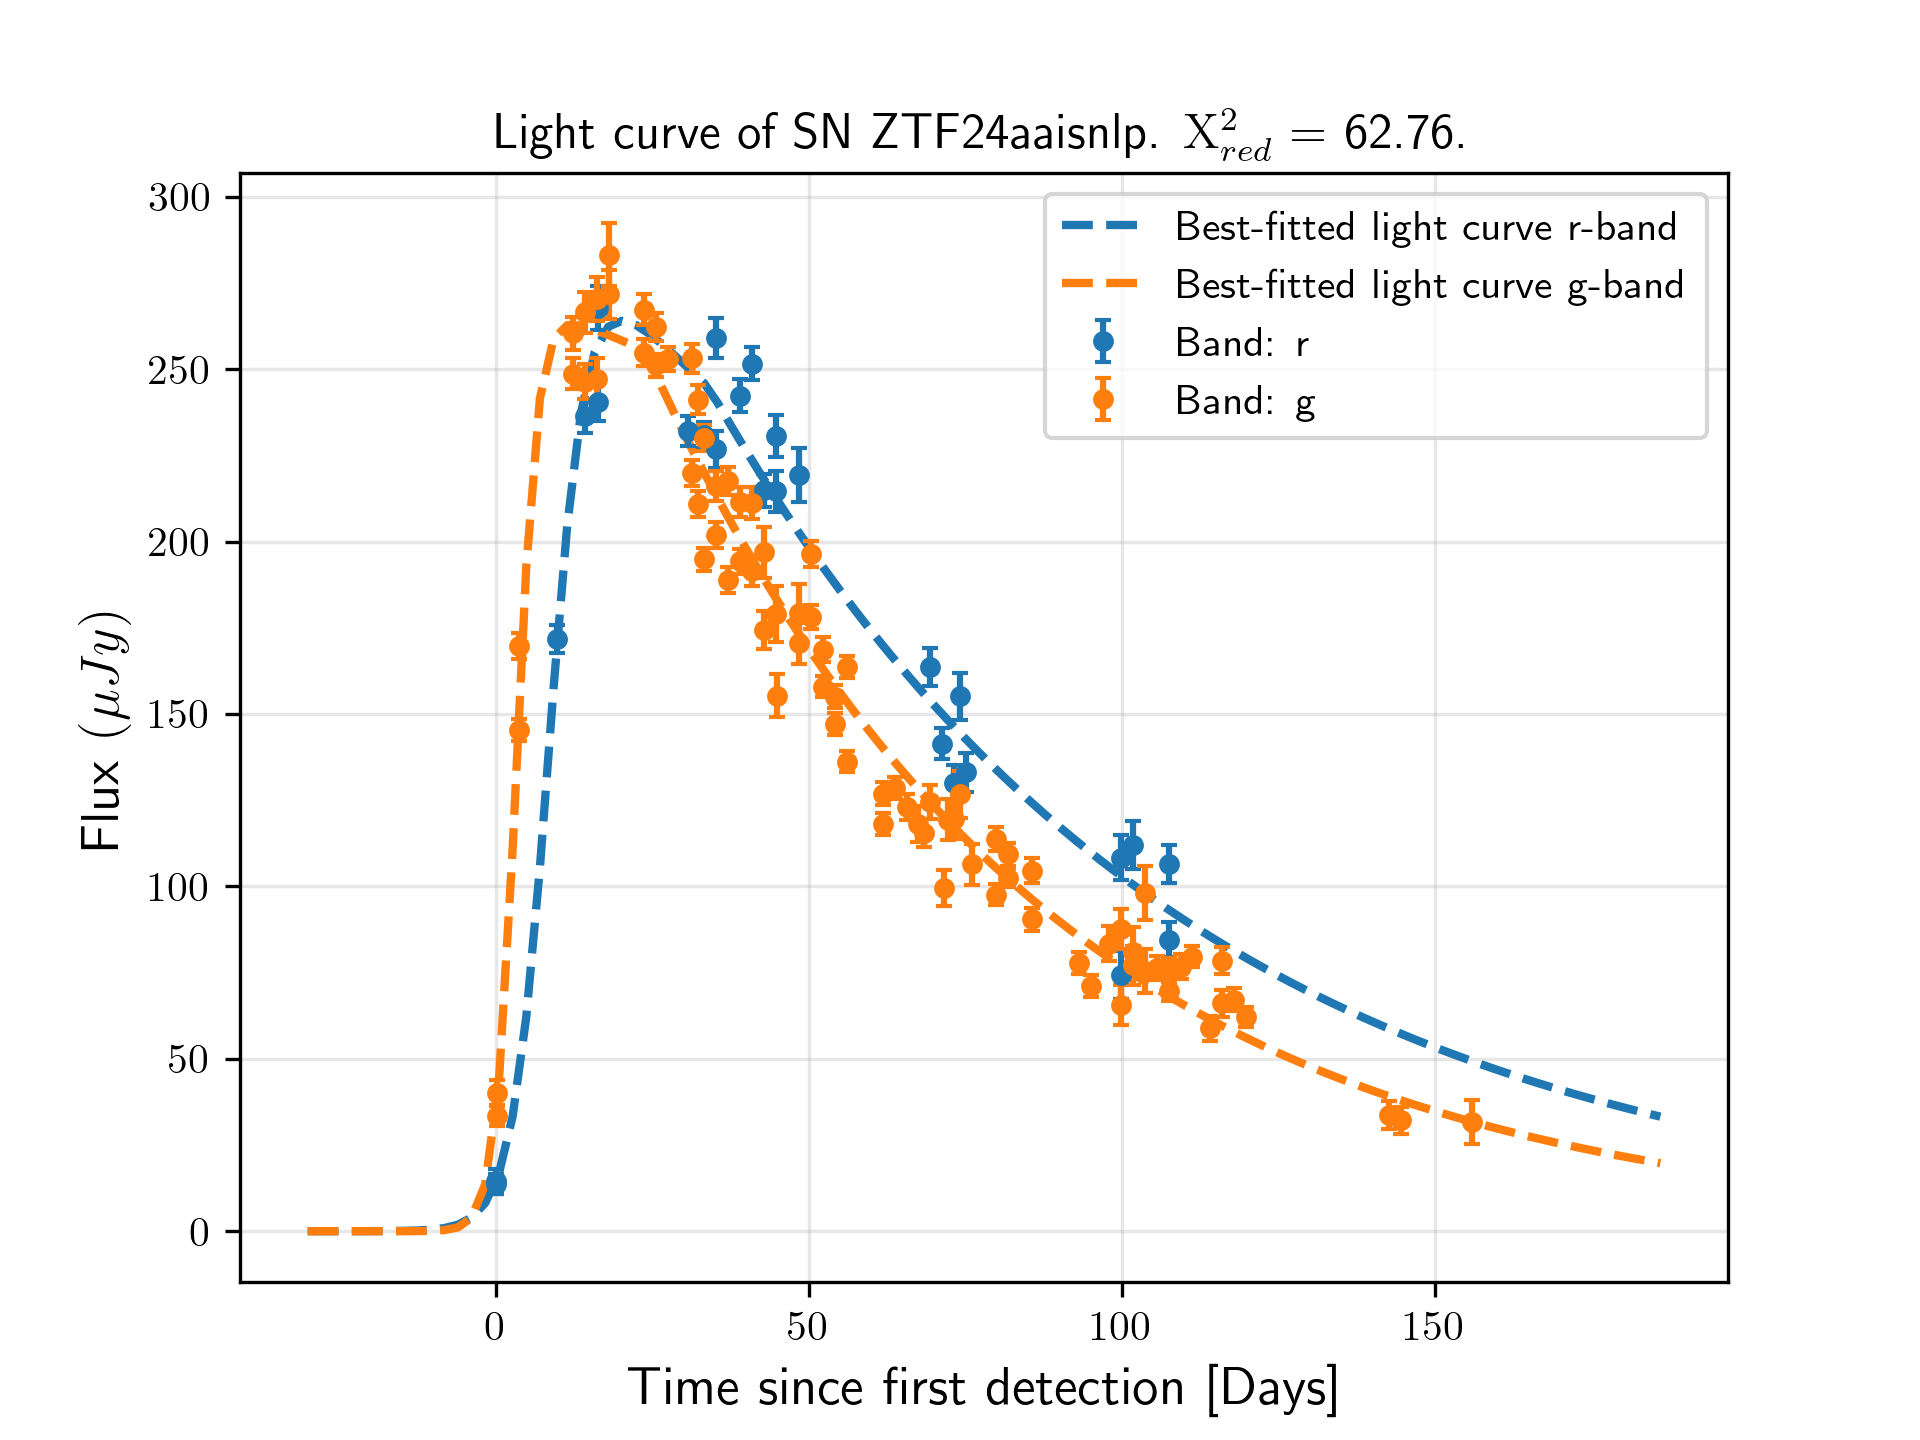 Light curve of SN ZTF24aaisnlp. X²_red = 62.76.
Best-fitted light curve r-band
Best-fitted light curve g-band
Band: r
Band: g
Flux (μJy)
300
250
200
150
100
50
0
0 50 100 150
Time since first detection [Days]